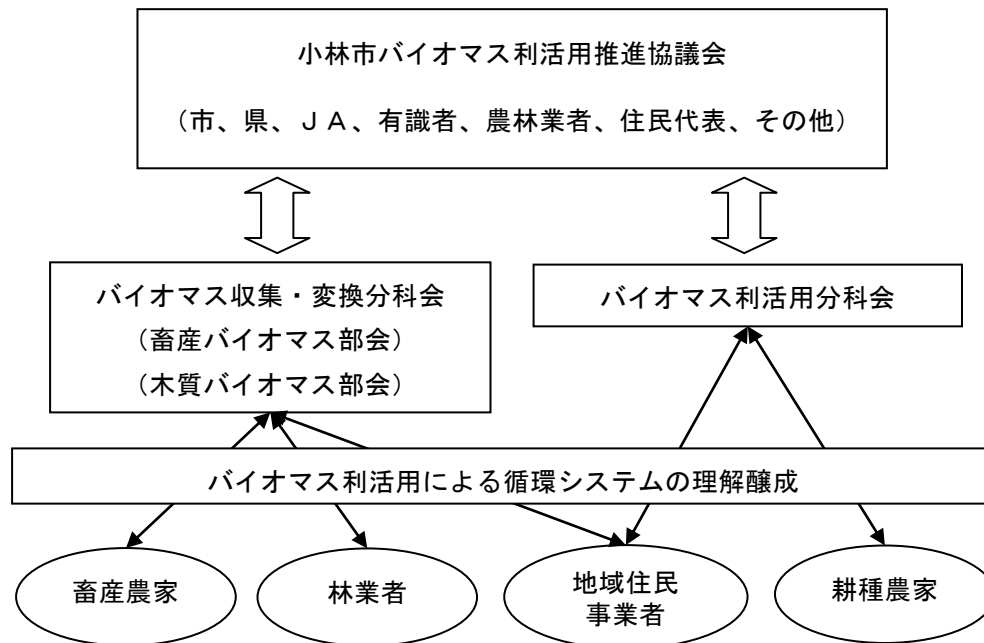 小林市バイオマス利活用推進協議会
（市、県、ＪＡ、有識者、農林業者、住民代表、その他）
バイオマス収集・変換分科会
（畜産バイオマス部会）
（木質バイオマス部会）
バイオマス利活用分科会
バイオマス利活用による循環システムの理解醸成
畜産農家
林業者
地域住民
事業者
耕種農家